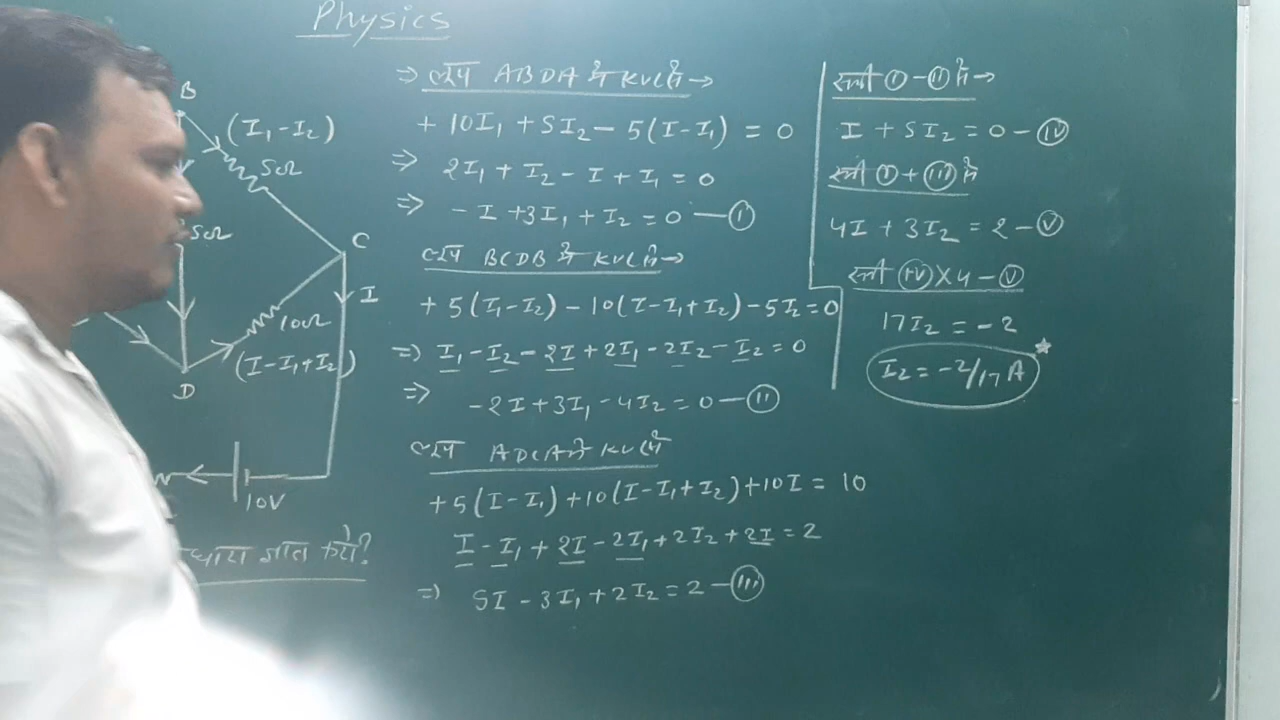 Physics
B
(I₁-I₂)
5Ω
5Ω
C
I
10Ω
(I-I₁+I₂)
D
10V
धारा ज्ञात करो?
⇒ लूप ABDA में KVL से→
+ 10I₁ + 5I₂ - 5(I-I₁) = 0
⇒ 2I₁ + I₂ - I + I₁ = 0
⇒ - I + 3I₁ + I₂ = 0 — (I)
लूप BCDB में KVL से→
+ 5(I₁-I₂) - 10(I-I₁+I₂) - 5I₂ = 0
⇒ I₁ - I₂ - 2I + 2I₁ - 2I₂ - I₂ = 0
⇒ -2I + 3I₁ - 4I₂ = 0 — (II)
लूप ADCA में KVL से
+ 5(I-I₁) + 10(I-I₁+I₂) + 10I = 10
I - I₁ + 2I - 2I₁ + 2I₂ + 2I = 2
⇒ 5I - 3I₁ + 2I₂ = 2 — (III)
(I) - (II) से→
I + 5I₂ = 0 - (IV)
(I) + (III) से
4I + 3I₂ = 2 - (V)
(IV) X 4 - (V)
17I₂ = -2
I₂ = -2/17 A